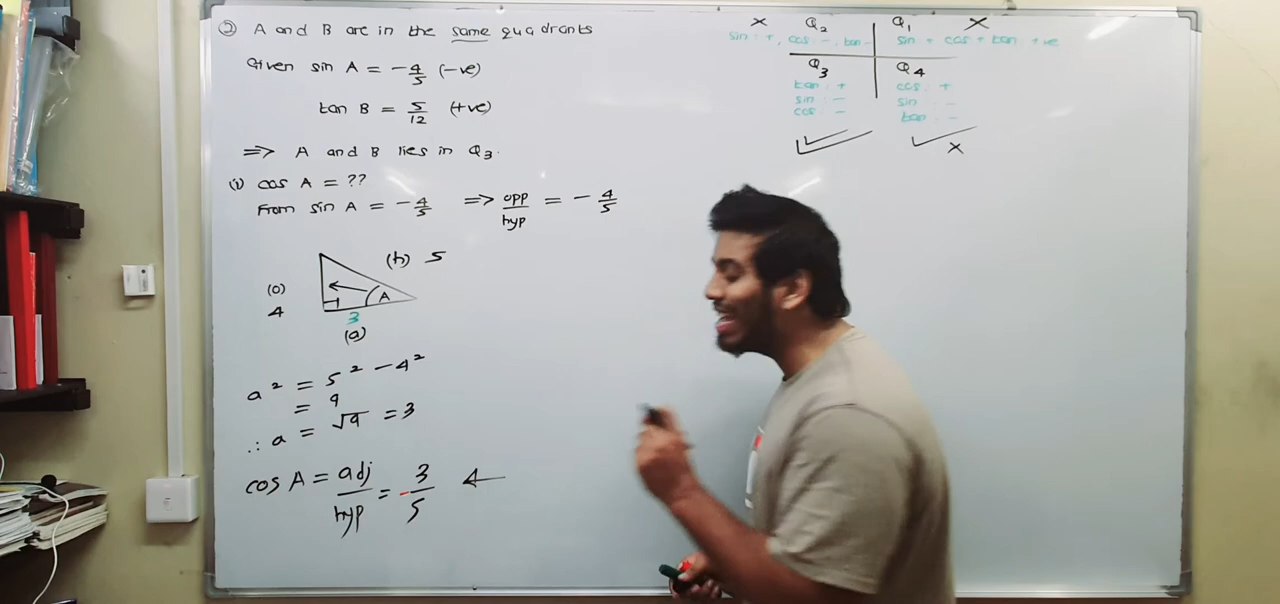 ② A and B are in the same quadrants
Given sin A = - 4/5 (-ve)
tan B = 5/12 (+ve)
=> A and B lies in Q3.
(i) cos A = ??
From sin A = - 4/5 => opp/hyp = - 4/5
(h) 5
(o)
4
A
3
(a)
a² = 5² - 4²
= 9
∴ a = √9 = 3
cos A = adj/hyp = - 3/5
x Q2
sin : +, cos -, tan -
Q1 x
sin + cos + tan +ve
Q3
tan : +
sin : -
cos : -
Q4
cos : +
sin : -
tan : -
x